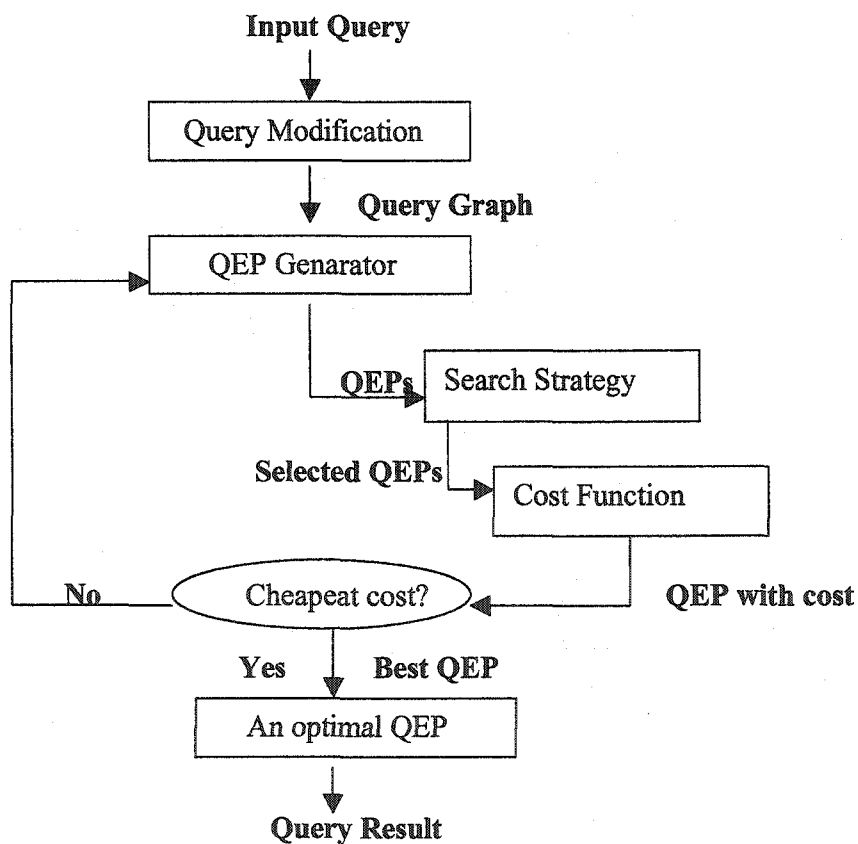 Input Query
Query Modification
Query Graph
QEP Genarator
QEPs
Search Strategy
Selected QEPs
Cost Function
No
Cheapeat cost?
QEP with cost
Yes
Best QEP
An optimal QEP
Query Result